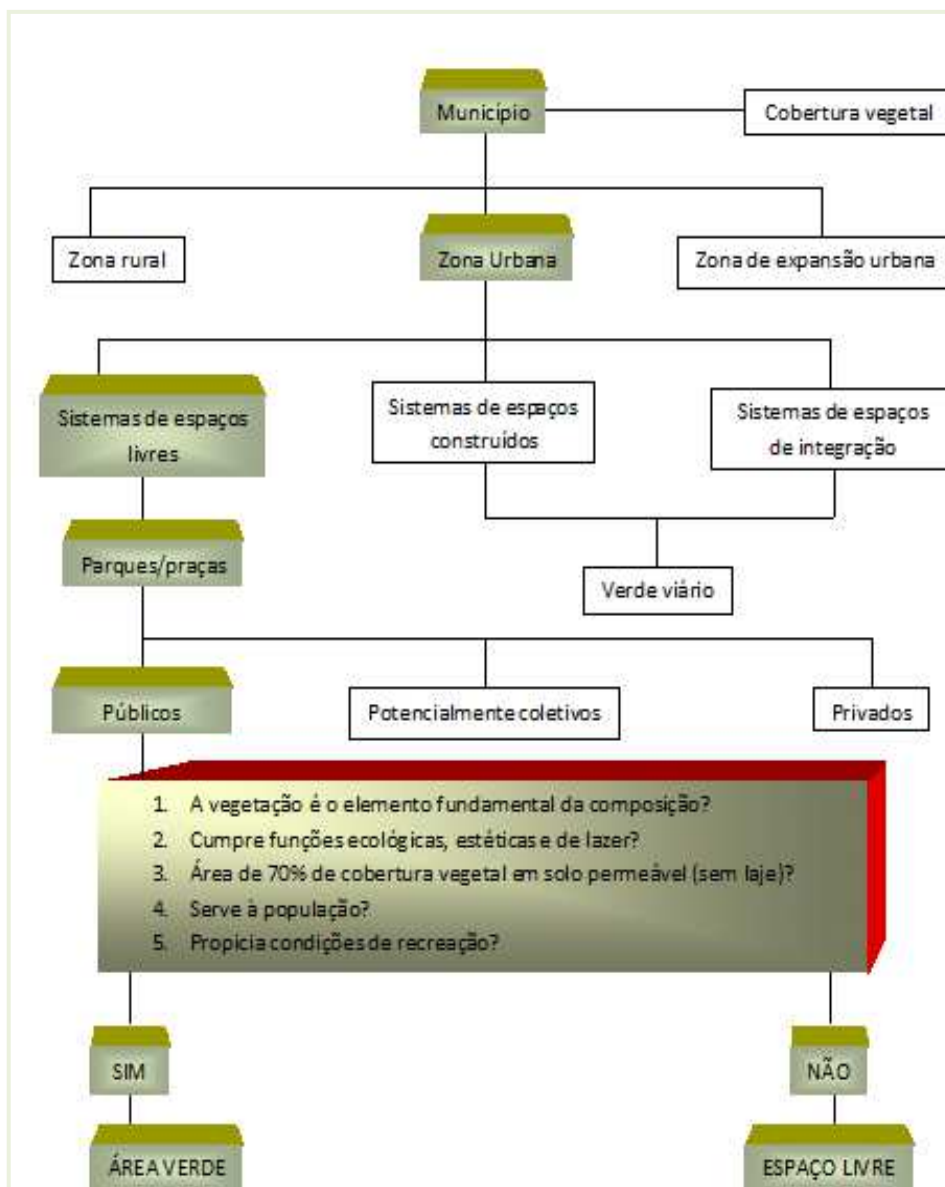 Município
Cobertura vegetal
Zona rural
Zona Urbana
Zona de expansão urbana
Sistemas de espaços
livres
Sistemas de espaços
construídos
Sistemas de espaços
de integração
Parques/praças
Verde viário
Públicos
Potencialmente coletivos
Privados
1. A vegetação é o elemento fundamental da composição?
2. Cumpre funções ecológicas, estéticas e de lazer?
3. Área de 70% de cobertura vegetal em solo permeável (sem laje)?
4. Serve à população?
5. Propicia condições de recreação?
SIM
NÃO
ÁREA VERDE
ESPAÇO LIVRE